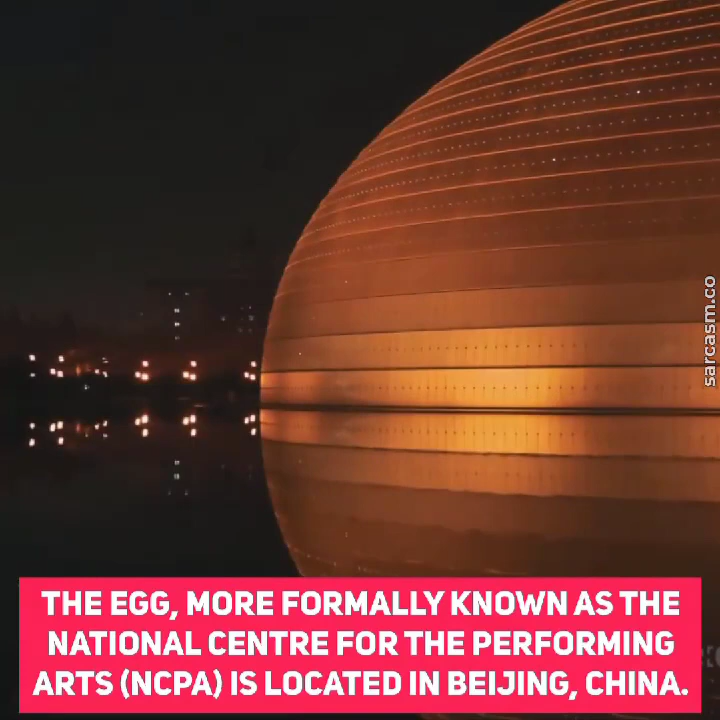 sarcasm.co
THE EGG, MORE FORMALLY KNOWN AS THE
NATIONAL CENTRE FOR THE PERFORMING
ARTS (NCPA) IS LOCATED IN BEIJING, CHINA.